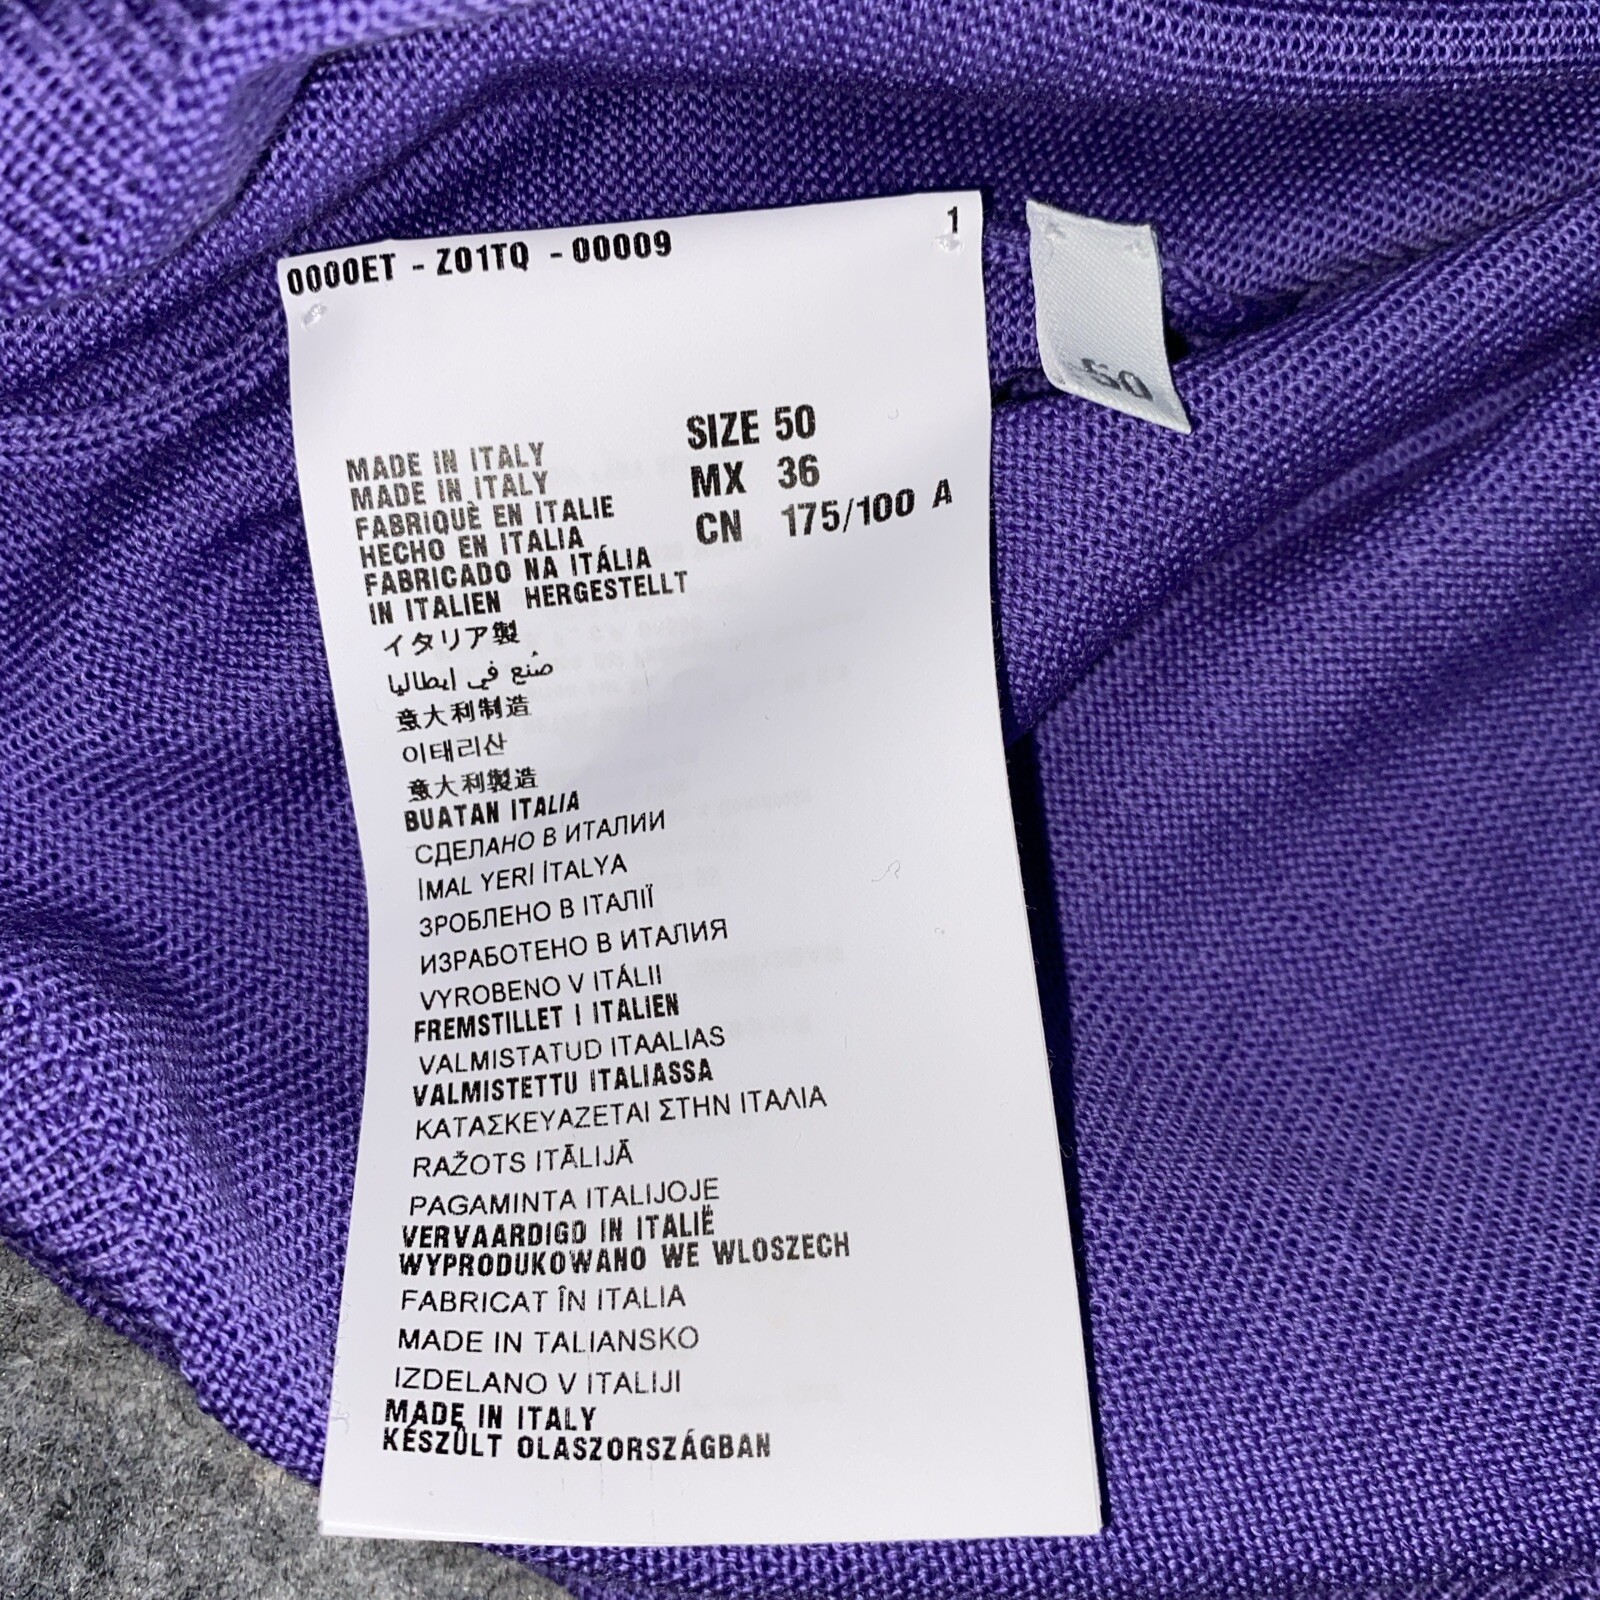 0000ET - Z01TQ - 00009
1
SIZE 50
MX 36
CN 175/100 A
MADE IN ITALY
MADE IN ITALY
FABRIQUÈ EN ITALIE
HECHO EN ITALIA
FABRICADO NA ITÁLIA
IN ITALIEN HERGESTELLT
イタリア製
صُنع في ايطاليا
意大利制造
이태리산
意大利製造
BUATAN ITALIA
СДЕЛАНО В ИТАЛИИ
İMAL YERİ İTALYA
ЗРОБЛЕНО В ІТАЛІЇ
ИЗРАБОТЕНО В ИТАЛИЯ
VYROBENO V ITÁLII
FREMSTILLET I ITALIEN
VALMISTATUD ITAALIAS
VALMISTETTU ITALIASSA
ΚΑΤΑΣΚΕΥΑΖΕΤΑΙ ΣΤΗΝ ΙΤΑΛΙΑ
RAŽOTS ITĀLIJĀ
PAGAMINTA ITALIJOJE
VERVAARDIGD IN ITALIË
WYPRODUKOWANO WE WLOSZECH
FABRICAT ÎN ITALIA
MADE IN TALIANSKO
IZDELANO V ITALIJI
MADE IN ITALY
KÉSZÜLT OLASZORSZÁGBAN
50